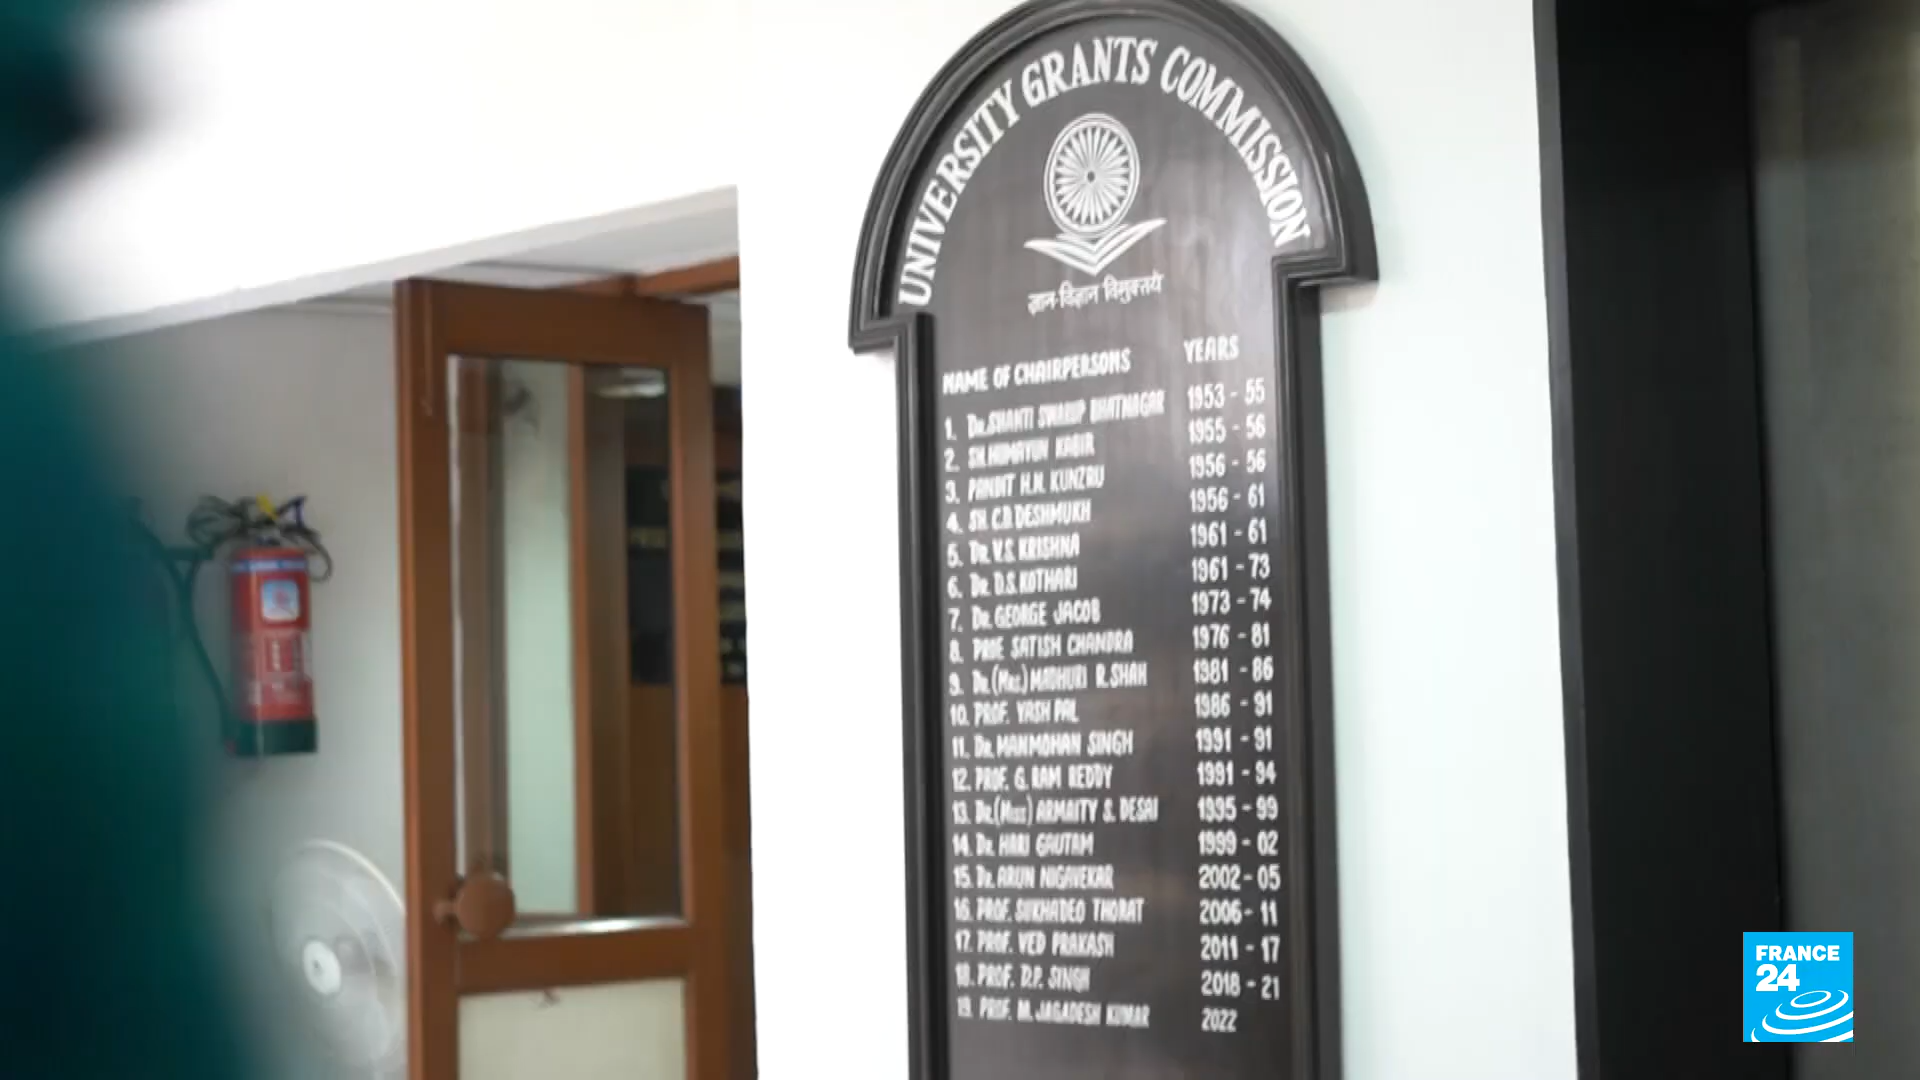 UNIVERSITY GRANTS COMMISSION
ज्ञान-विज्ञान विमुक्तये
NAME OF CHAIRPERSONS YEARS
1. DR. SHANTI SWARUP BHATNAGAR 1953 - 55
2. SH. HUMAYUN KABIR 1955 - 56
3. PANDIT H.N. KUNZRU 1956 - 56
4. SH. C.D. DESHMUKH 1956 - 61
5. DR. V.S. KRISHNA 1961 - 61
6. DR. D.S. KOTHARI 1961 - 73
7. DR. GEORGE JACOB 1973 - 74
8. PROF SATISH CHANDRA 1976 - 81
9. DR. (MRS.) MADHURI R. SHAH 1981 - 86
10. PROF. YASH PAL 1986 - 91
11. DR. MANMOHAN SINGH 1991 - 91
12. PROF. G. RAM REDDY 1991 - 94
13. DR. (MISS) ARMAITY S. DESAI 1995 - 99
14. DR. HARI GAUTAM 1999 - 02
15. DR. ARUN NIGAVEKAR 2002 - 05
16. PROF. SUKHADEO THORAT 2006 - 11
17. PROF. VED PRAKASH 2011 - 17
18. PROF. D.P. SINGH 2018 - 21
19. PROF. M. JAGADESH KUMAR 2022
FRANCE
24